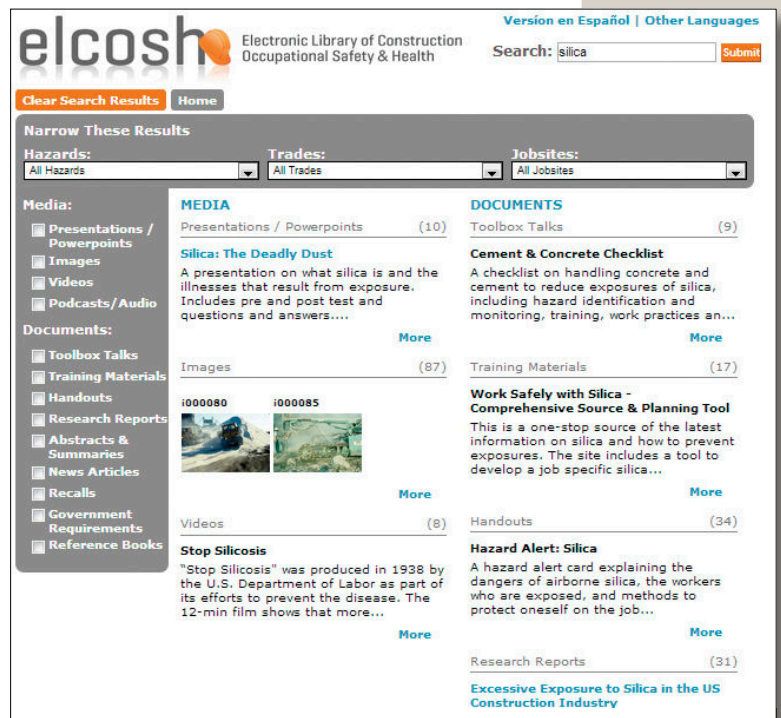 Versíon en Español | Other Languages
elcosh
Electronic Library of Construction
Occupational Safety & Health
Search: silica Submit
Clear Search Results Home
Narrow These Results
Hazards: Trades: Jobsites:
All Hazards All Trades All Jobsites
Media:
Presentations /
Powerpoints
Images
Videos
Podcasts/Audio
Documents:
Toolbox Talks
Training Materials
Handouts
Research Reports
Abstracts &
Summaries
News Articles
Recalls
Government
Requirements
Reference Books
MEDIA
Presentations / Powerpoints (10)
Silica: The Deadly Dust
A presentation on what silica is and the
illnesses that result from exposure.
Includes pre and post test and
questions and answers....
More
Images (87)
i000080 i000085
More
Videos (8)
Stop Silicosis
"Stop Silicosis" was produced in 1938 by
the U.S. Department of Labor as part of
its efforts to prevent the disease. The
12-min film shows that more...
More
DOCUMENTS
Toolbox Talks (9)
Cement & Concrete Checklist
A checklist on handling concrete and
cement to reduce exposures of silica,
including hazard identification and
monitoring, training, work practices an...
More
Training Materials (17)
Work Safely with Silica -
Comprehensive Source & Planning Tool
This is a one-stop source of the latest
information on silica and how to prevent
exposures. The site includes a tool to
develop a job specific silica...
More
Handouts (34)
Hazard Alert: Silica
A hazard alert card explaining the
dangers of airborne silica, the workers
who are exposed, and methods to
protect oneself on the job...
More
Research Reports (31)
Excessive Exposure to Silica in the US
Construction Industry